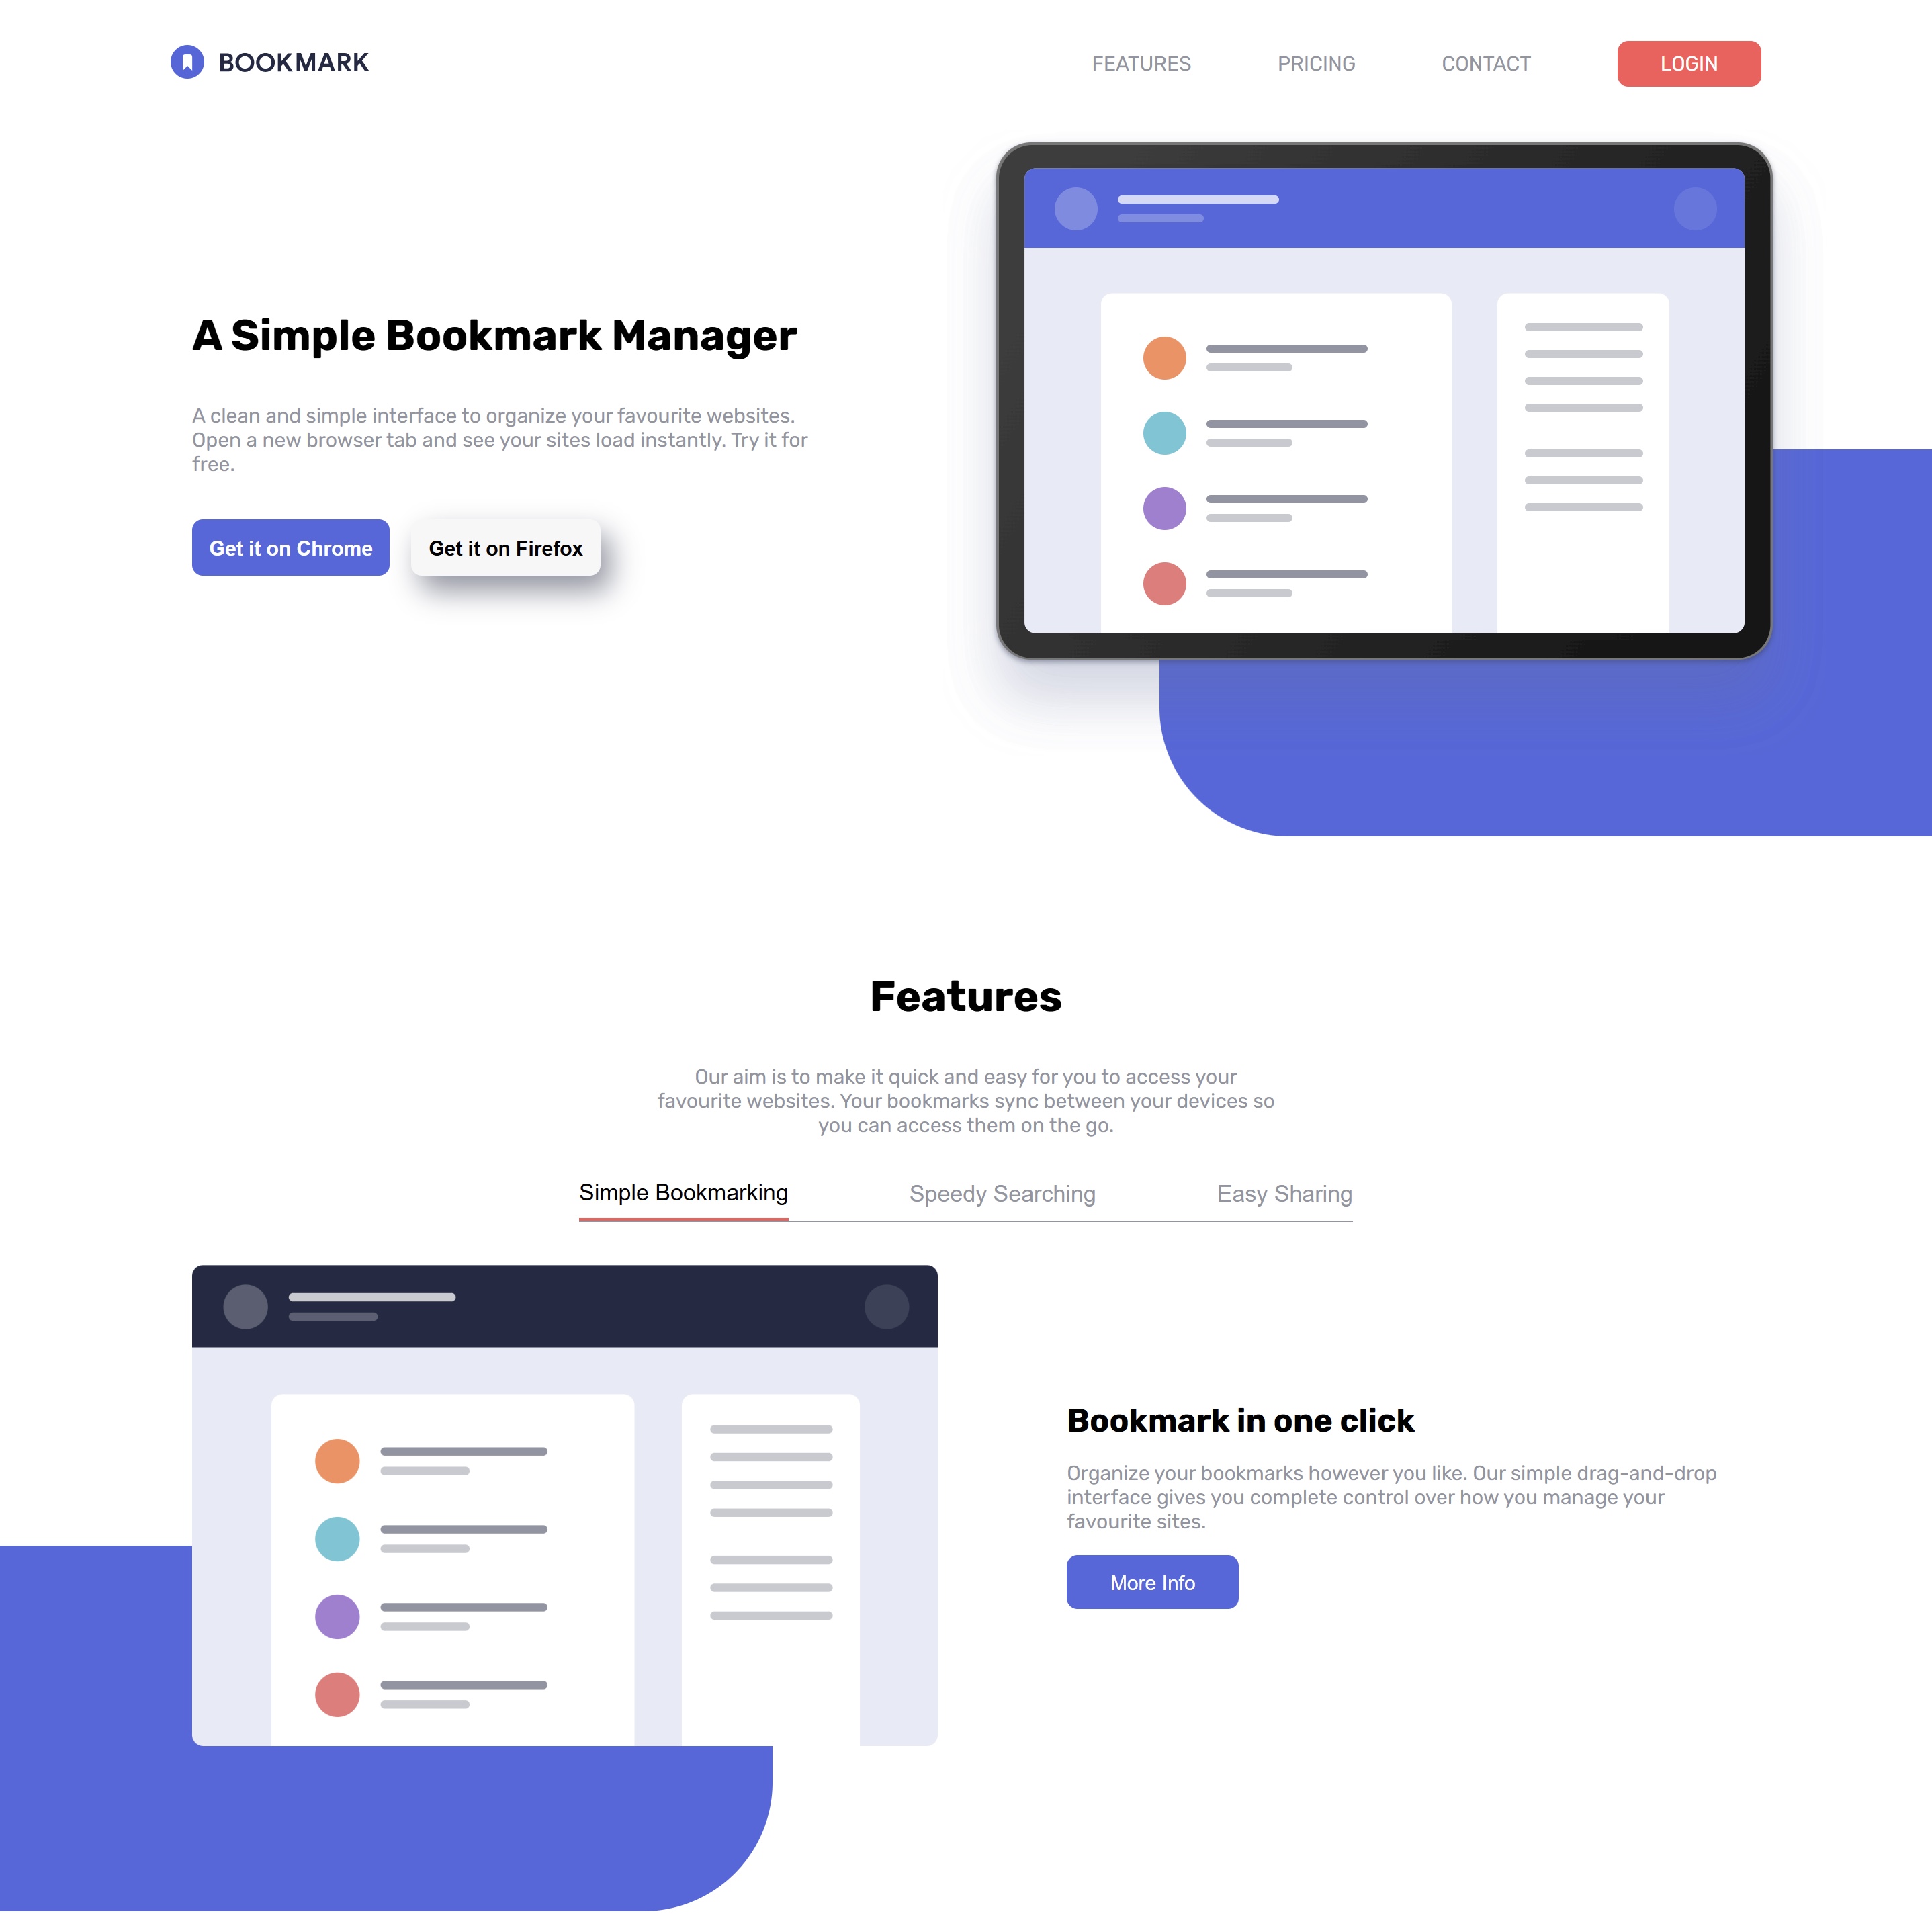 BOOKMARK
FEATURES
PRICING
CONTACT
LOGIN
A Simple Bookmark Manager
A clean and simple interface to organize your favourite websites.
Open a new browser tab and see your sites load instantly. Try it for
free.
Get it on Chrome
Get it on Firefox
Features
Our aim is to make it quick and easy for you to access your
favourite websites. Your bookmarks sync between your devices so
you can access them on the go.
Simple Bookmarking
Speedy Searching
Easy Sharing
Bookmark in one click
Organize your bookmarks however you like. Our simple drag-and-drop
interface gives you complete control over how you manage your
favourite sites.
More Info